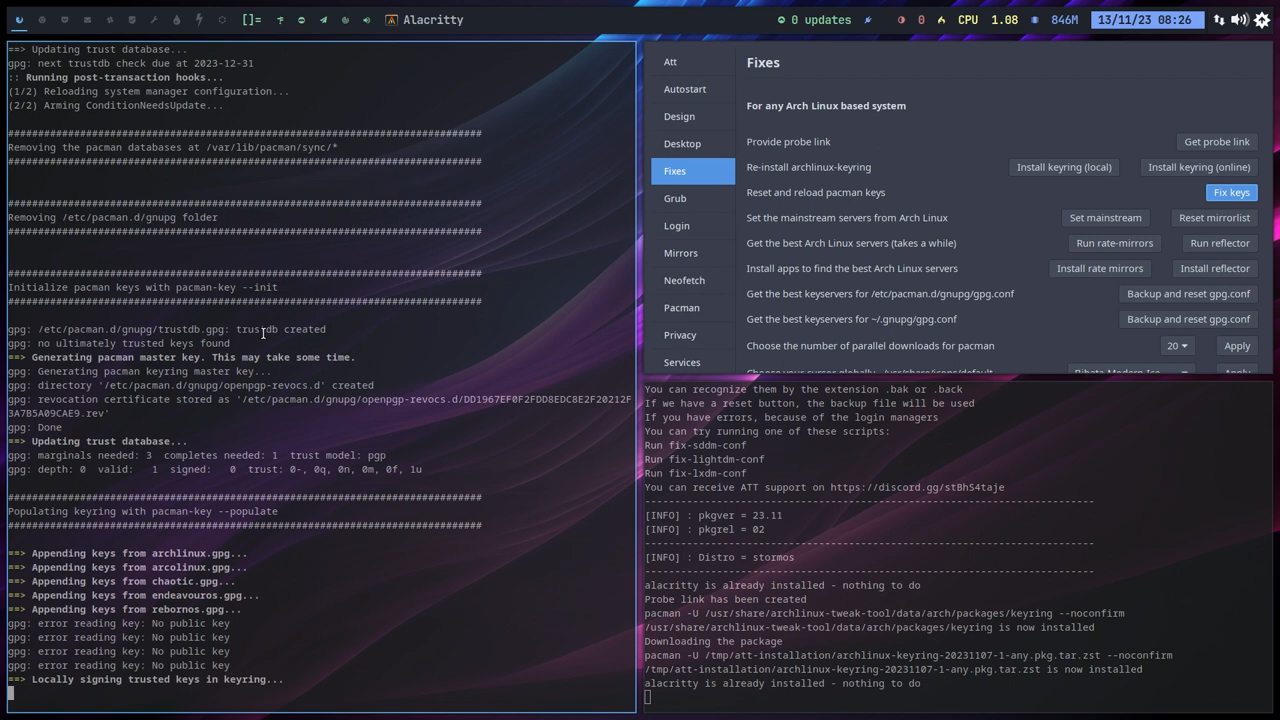 []=
Alacritty
0 updates
0
CPU 1.08
846M
13/11/23 08:26
==> Updating trust database...
gpg: next trustdb check due at 2023-12-31
:: Running post-transaction hooks...
(1/2) Reloading system manager configuration...
(2/2) Arming ConditionNeedsUpdate...
################################################################################
Removing the pacman databases at /var/lib/pacman/sync/*
################################################################################
################################################################################
Removing /etc/pacman.d/gnupg folder
################################################################################
################################################################################
Initialize pacman keys with pacman-key --init
################################################################################
gpg: /etc/pacman.d/gnupg/trustdb.gpg: trustdb created
gpg: no ultimately trusted keys found
==> Generating pacman master key. This may take some time.
gpg: Generating pacman keyring master key...
gpg: directory '/etc/pacman.d/gnupg/openpgp-revocs.d' created
gpg: revocation certificate stored as '/etc/pacman.d/gnupg/openpgp-revocs.d/DD1967EF0F2FDD8EDC8E2F20212F
3A7B5A09CAE9.rev'
gpg: Done
==> Updating trust database...
gpg: marginals needed: 3  completes needed: 1  trust model: pgp
gpg: depth: 0  valid:   1  signed:   0  trust: 0-, 0q, 0n, 0m, 0f, 1u
################################################################################
Populating keyring with pacman-key --populate
################################################################################
==> Appending keys from archlinux.gpg...
==> Appending keys from arcolinux.gpg...
==> Appending keys from chaotic.gpg...
==> Appending keys from endeavouros.gpg...
==> Appending keys from rebornos.gpg...
gpg: error reading key: No public key
gpg: error reading key: No public key
gpg: error reading key: No public key
gpg: error reading key: No public key
==> Locally signing trusted keys in keyring...
Att
Autostart
Design
Desktop
Fixes
Grub
Login
Mirrors
Neofetch
Pacman
Privacy
Services
Fixes
For any Arch Linux based system
Provide probe link Get probe link
Re-install archlinux-keyring Install keyring (local) Install keyring (online)
Reset and reload pacman keys Fix keys
Set the mainstream servers from Arch Linux Set mainstream Reset mirrorlist
Get the best Arch Linux servers (takes a while) Run rate-mirrors Run reflector
Install apps to find the best Arch Linux servers Install rate mirrors Install reflector
Get the best keyservers for /etc/pacman.d/gnupg/gpg.conf Backup and reset gpg.conf
Get the best keyservers for ~/.gnupg/gpg.conf Backup and reset gpg.conf
Choose the number of parallel downloads for pacman 20 Apply
You can recognize them by the extension .bak or .back
If we have a reset button, the backup file will be used
If you have errors, because of the login managers
You can try running one of these scripts:
Run fix-sddm-conf
Run fix-lightdm-conf
Run fix-lxdm-conf
You can receive ATT support on https://discord.gg/stBhS4taje
---------------------------------------------------------------------------
[INFO] : pkgver = 23.11
[INFO] : pkgrel = 02
---------------------------------------------------------------------------
[INFO] : Distro = stormos
---------------------------------------------------------------------------
alacritty is already installed - nothing to do
Probe link has been created
pacman -U /usr/share/archlinux-tweak-tool/data/arch/packages/keyring --noconfirm
/usr/share/archlinux-tweak-tool/data/arch/packages/keyring is now installed
Downloading the package
pacman -U /tmp/att-installation/archlinux-keyring-20231107-1-any.pkg.tar.zst --noconfirm
/tmp/att-installation/archlinux-keyring-20231107-1-any.pkg.tar.zst is now installed
alacritty is already installed - nothing to do